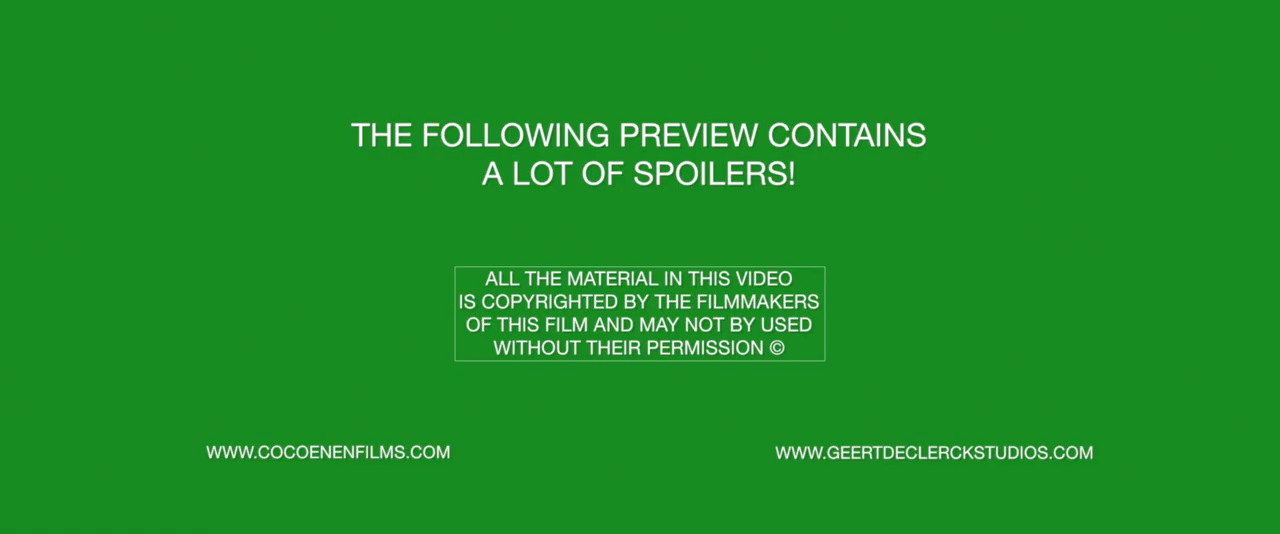 THE FOLLOWING PREVIEW CONTAINS
A LOT OF SPOILERS!
ALL THE MATERIAL IN THIS VIDEO
IS COPYRIGHTED BY THE FILMMAKERS
OF THIS FILM AND MAY NOT BY USED
WITHOUT THEIR PERMISSION ©
WWW.COCOENENFILMS.COM
WWW.GEERTDECLERCKSTUDIOS.COM